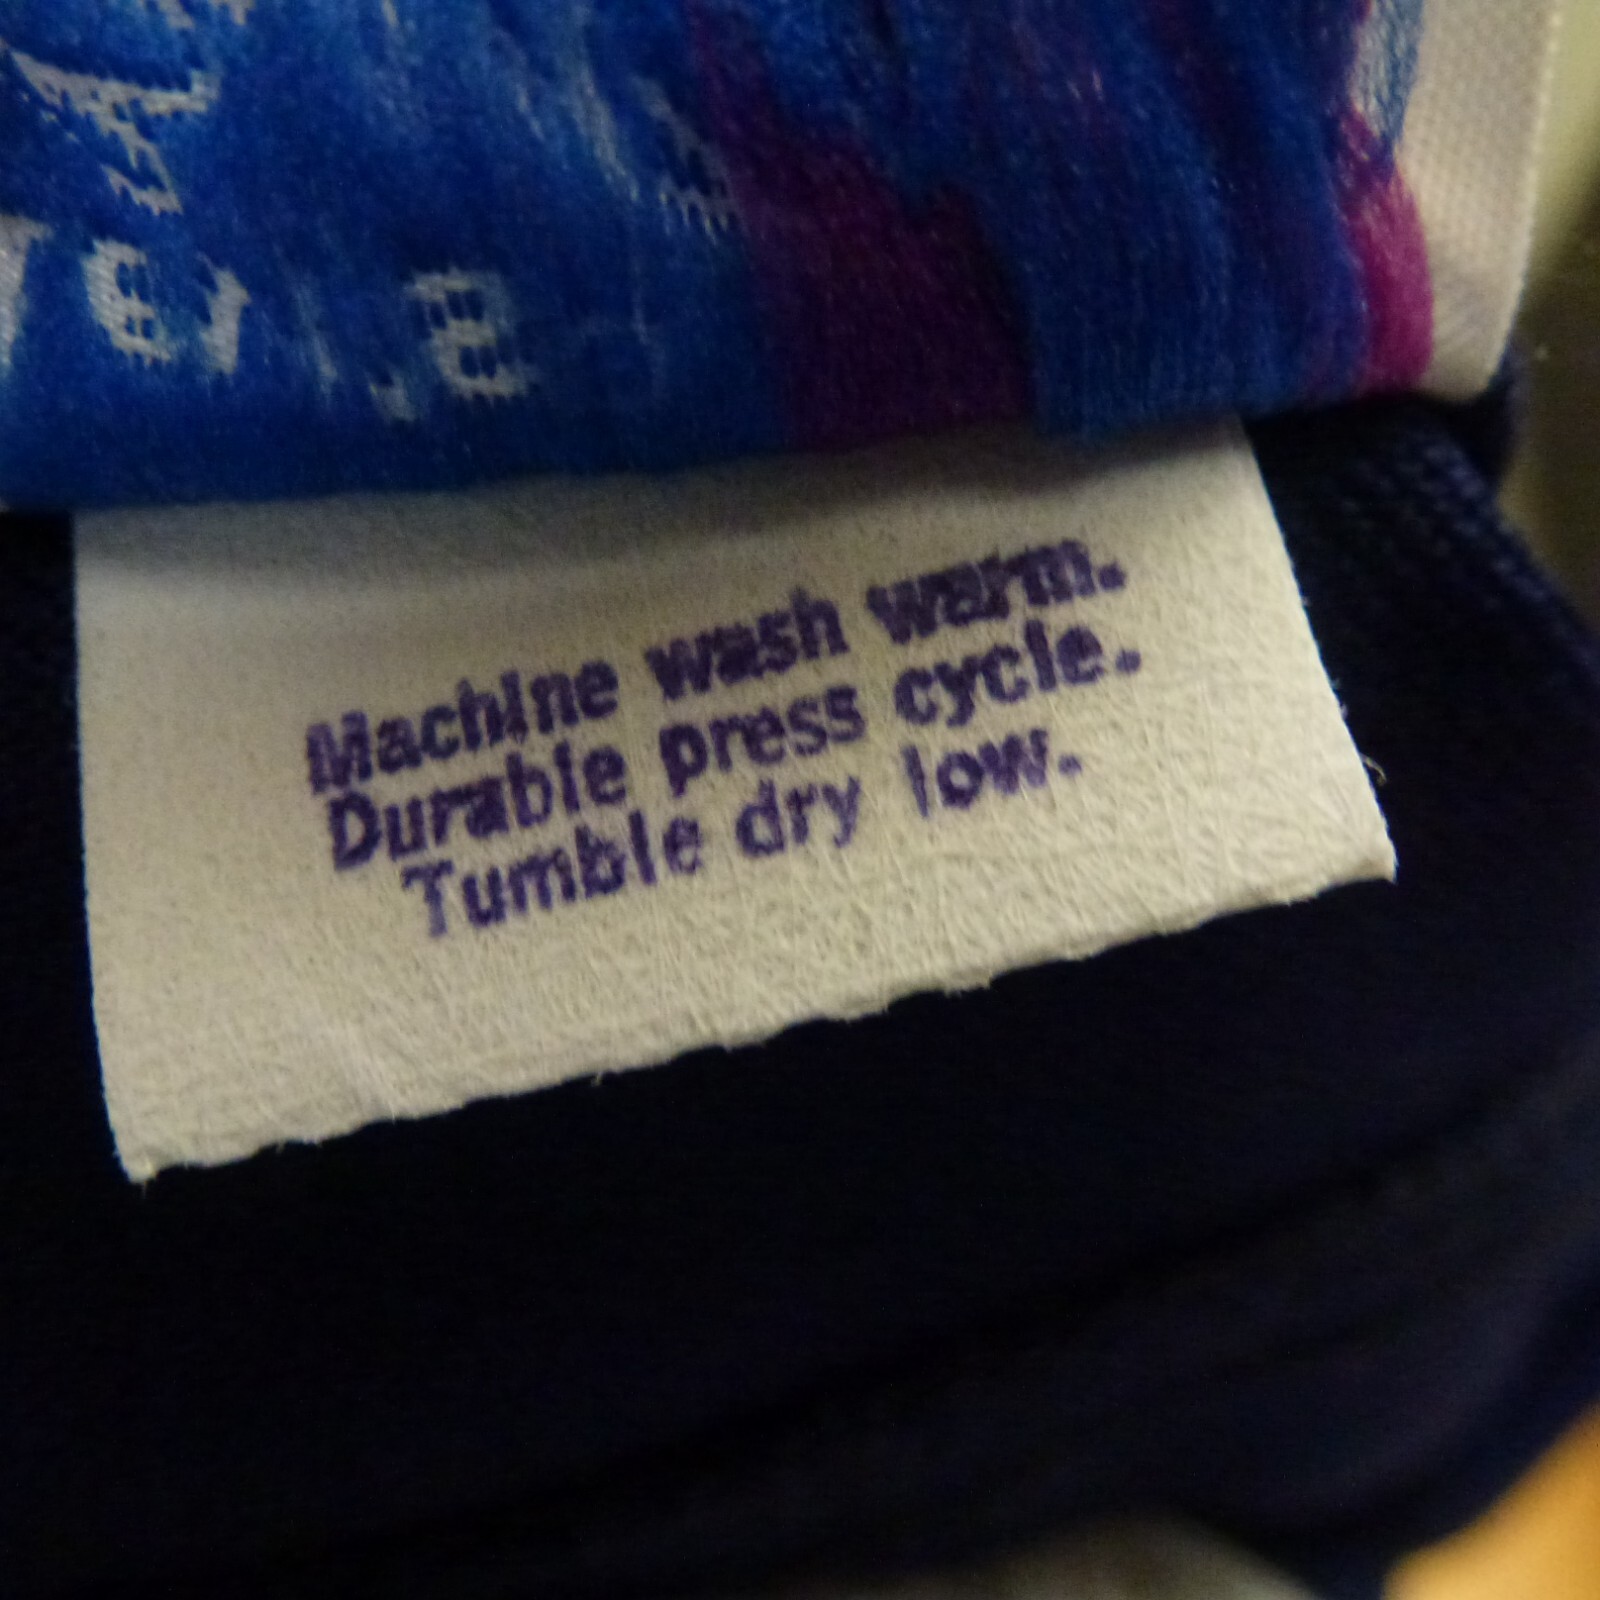 Machine wash warm.
Durable press cycle.
Tumble dry low.